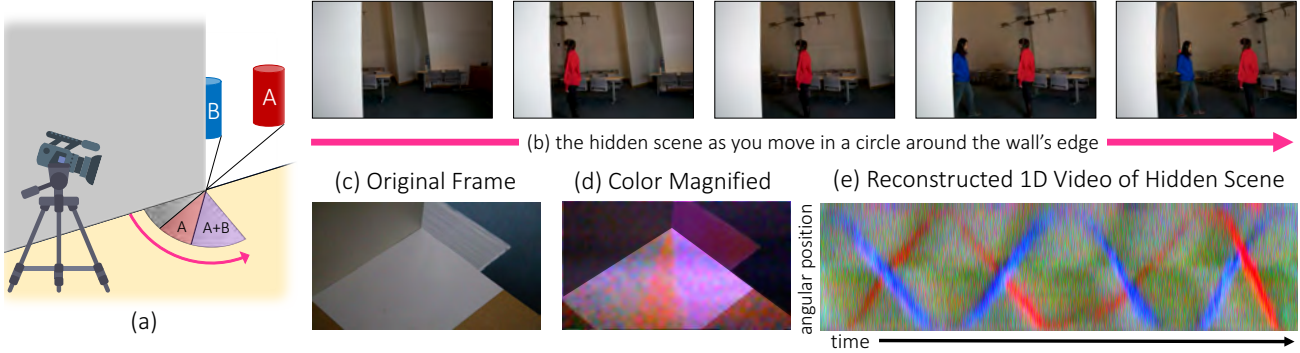 B
A
A
A+B
(a)
(b) the hidden scene as you move in a circle around the wall's edge
(c) Original Frame
(d) Color Magnified
(e) Reconstructed 1D Video of Hidden Scene
angular position
time